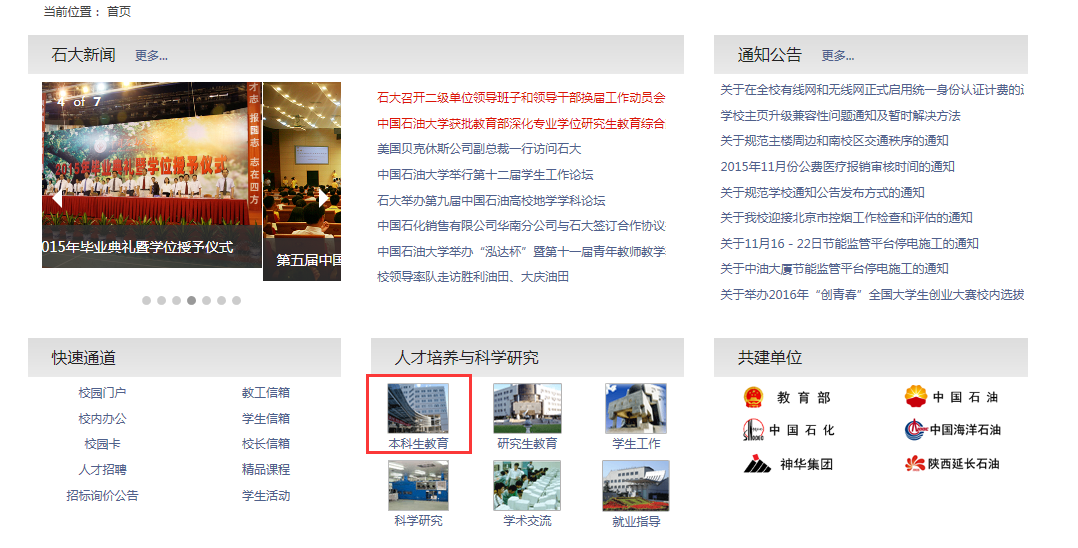 当前位置： 首页
石大新闻 更多...
4 of 7
2015年毕业典礼暨学位授予仪式
才志 报国志 志在四方
015年毕业典礼暨学位授予仪式
第五届中国
石大召开二级单位领导班子和领导干部换届工作动员会
中国石油大学获批教育部深化专业学位研究生教育综合
美国贝克休斯公司副总裁一行访问石大
中国石油大学举行第十二届学生工作论坛
石大举办第九届中国石油高校地学学科论坛
中国石化销售有限公司华南分公司与石大签订合作协议
中国石油大学举办“泓达杯”暨第十一届青年教师教学
校领导率队走访胜利油田、大庆油田
通知公告 更多...
关于在全校有线网和无线网正式启用统一身份认证计费的
学校主页升级兼容性问题通知及暂时解决方法
关于规范主楼周边和南校区交通秩序的通知
2015年11月份公费医疗报销审核时间的通知
关于规范学校通知公告发布方式的通知
关于我校迎接北京市控烟工作检查和评估的通知
关于11月16－22日节能监管平台停电施工的通知
关于中油大厦节能监管平台停电施工的通知
关于举办2016年“创青春”全国大学生创业大赛校内选拔
快速通道
校园门户 教工信箱
校内办公 学生信箱
校园卡 校长信箱
人才招聘 精品课程
招标询价公告 学生活动
人才培养与科学研究
本科生教育 研究生教育 学生工作
科学研究 学术交流 就业指导
共建单位
教育部 中国石油
中国石化 中国海洋石油
神华集团 陕西延长石油